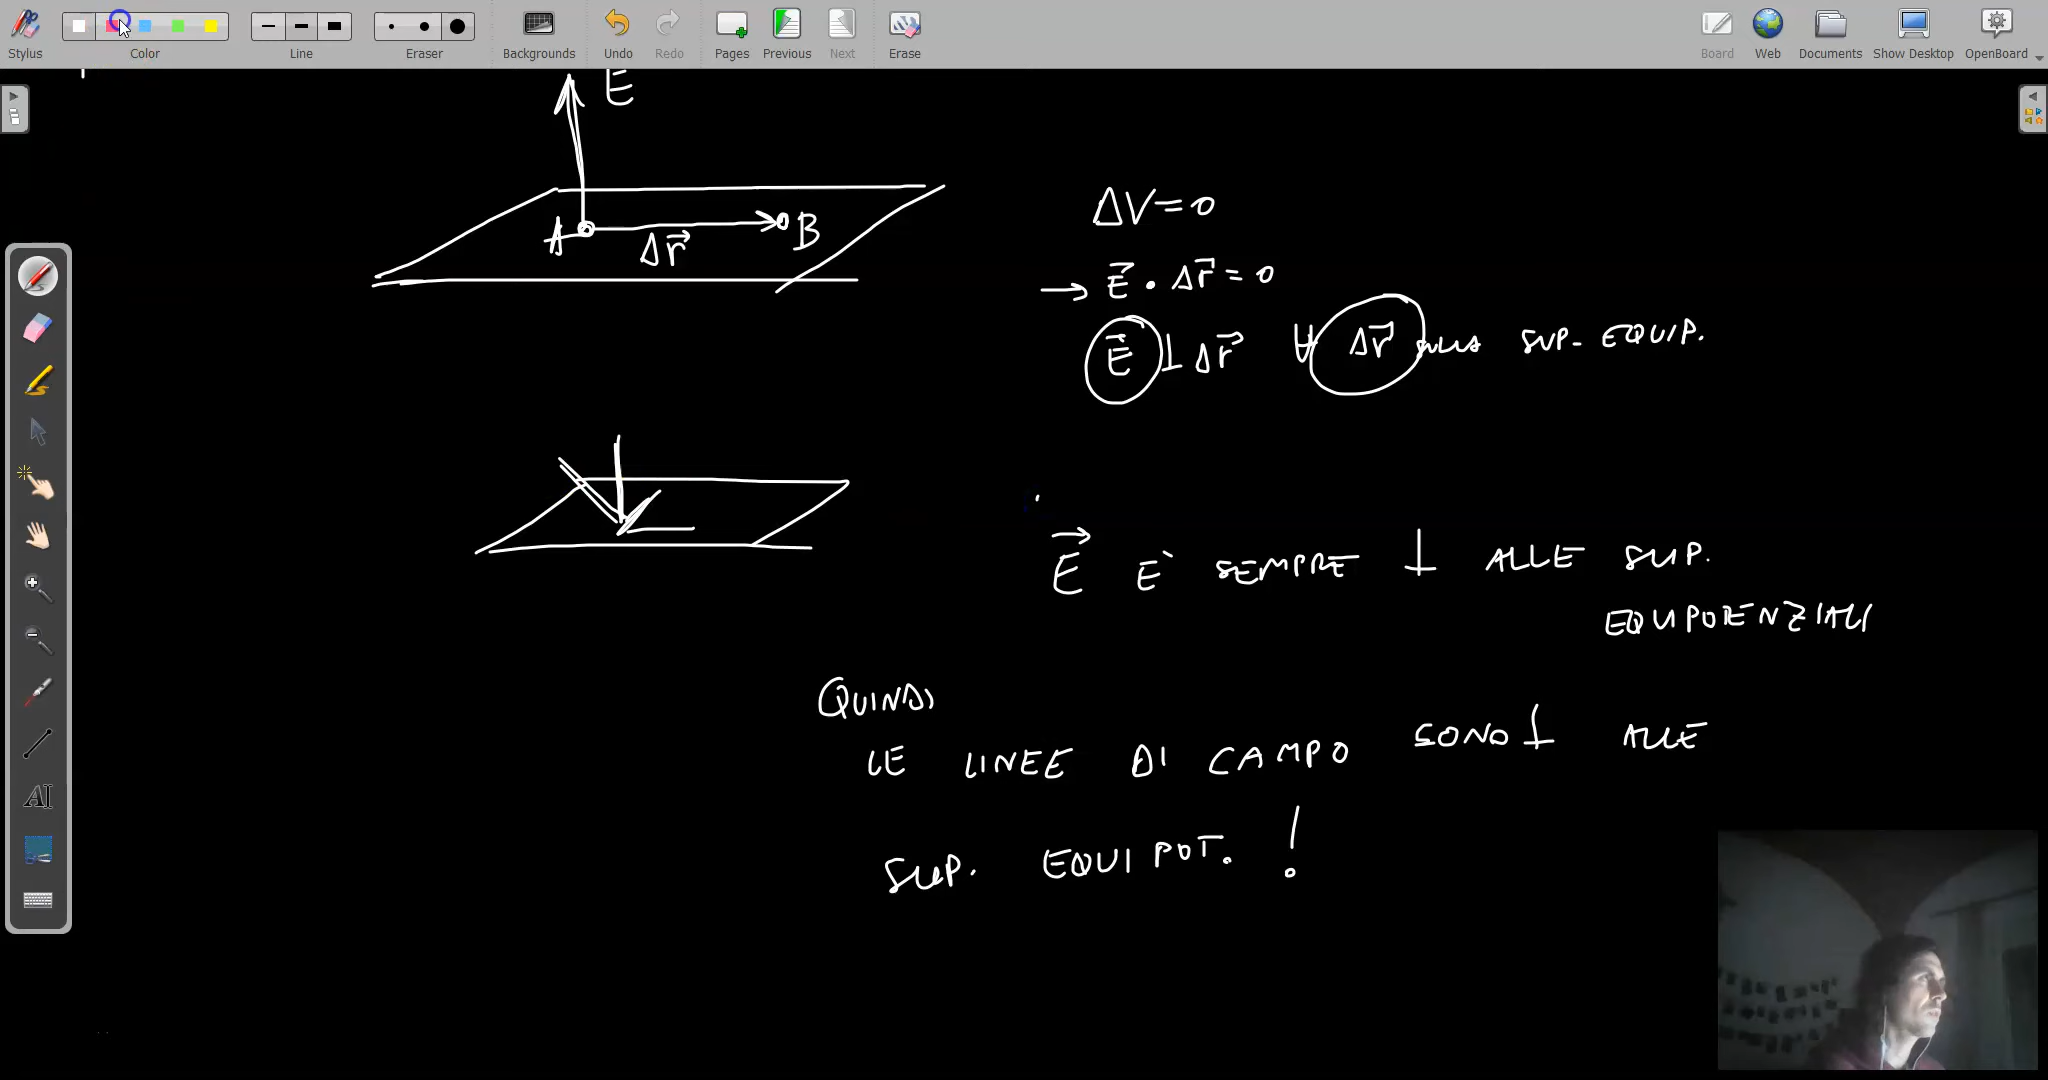 Stylus Color Line Eraser Backgrounds Undo Redo Pages Previous Next Erase Board Web Documents Show Desktop OpenBoard
E
A Δr⃗ B
ΔV=0
→ E⃗ · Δr⃗ = 0
E⃗ ⊥ Δr⃗ ∀ Δr⃗ SULLA SUP. EQUIP.
E⃗ E' SEMPRE ⊥ ALLE SUP.
EQUIPOTENZIALI
QUINDI
LE LINEE DI CAMPO SONO ⊥ ALLE
SUP. EQUIPOT. !